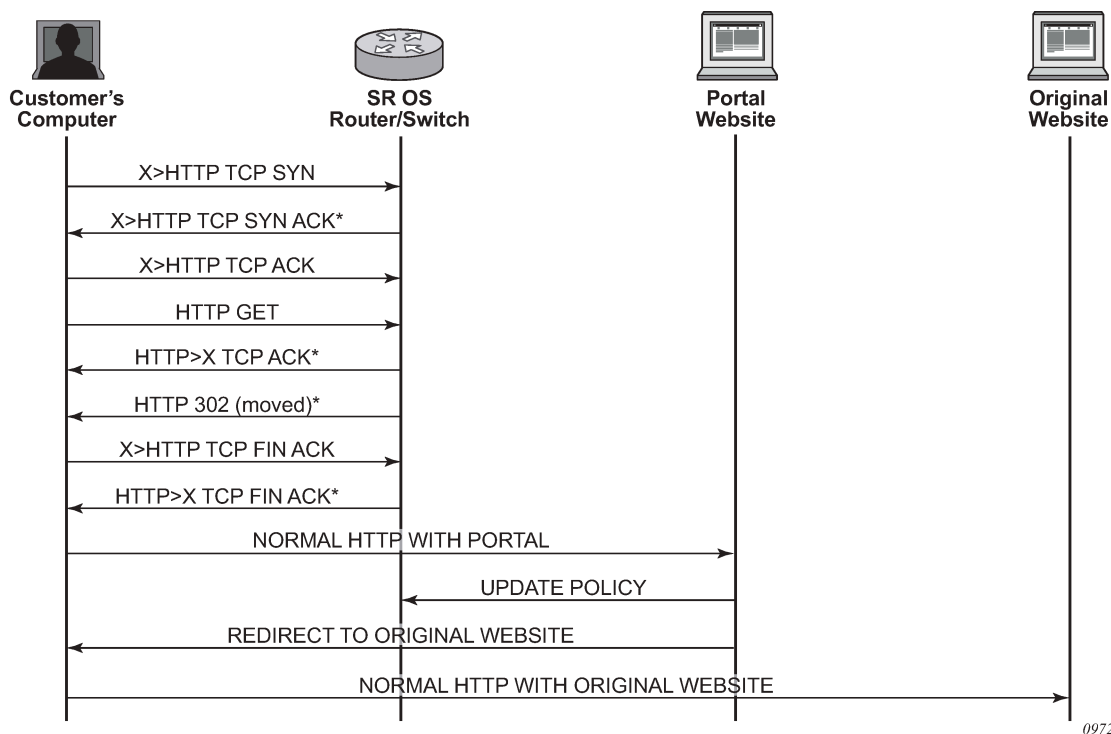 Customer's
Computer
SR OS
Router/Switch
Portal
Website
Original
Website
X>HTTP TCP SYN
X>HTTP TCP SYN ACK*
X>HTTP TCP ACK
HTTP GET
HTTP>X TCP ACK*
HTTP 302 (moved)*
X>HTTP TCP FIN ACK
HTTP>X TCP FIN ACK*
NORMAL HTTP WITH PORTAL
UPDATE POLICY
REDIRECT TO ORIGINAL WEBSITE
NORMAL HTTP WITH ORIGINAL WEBSITE
0972